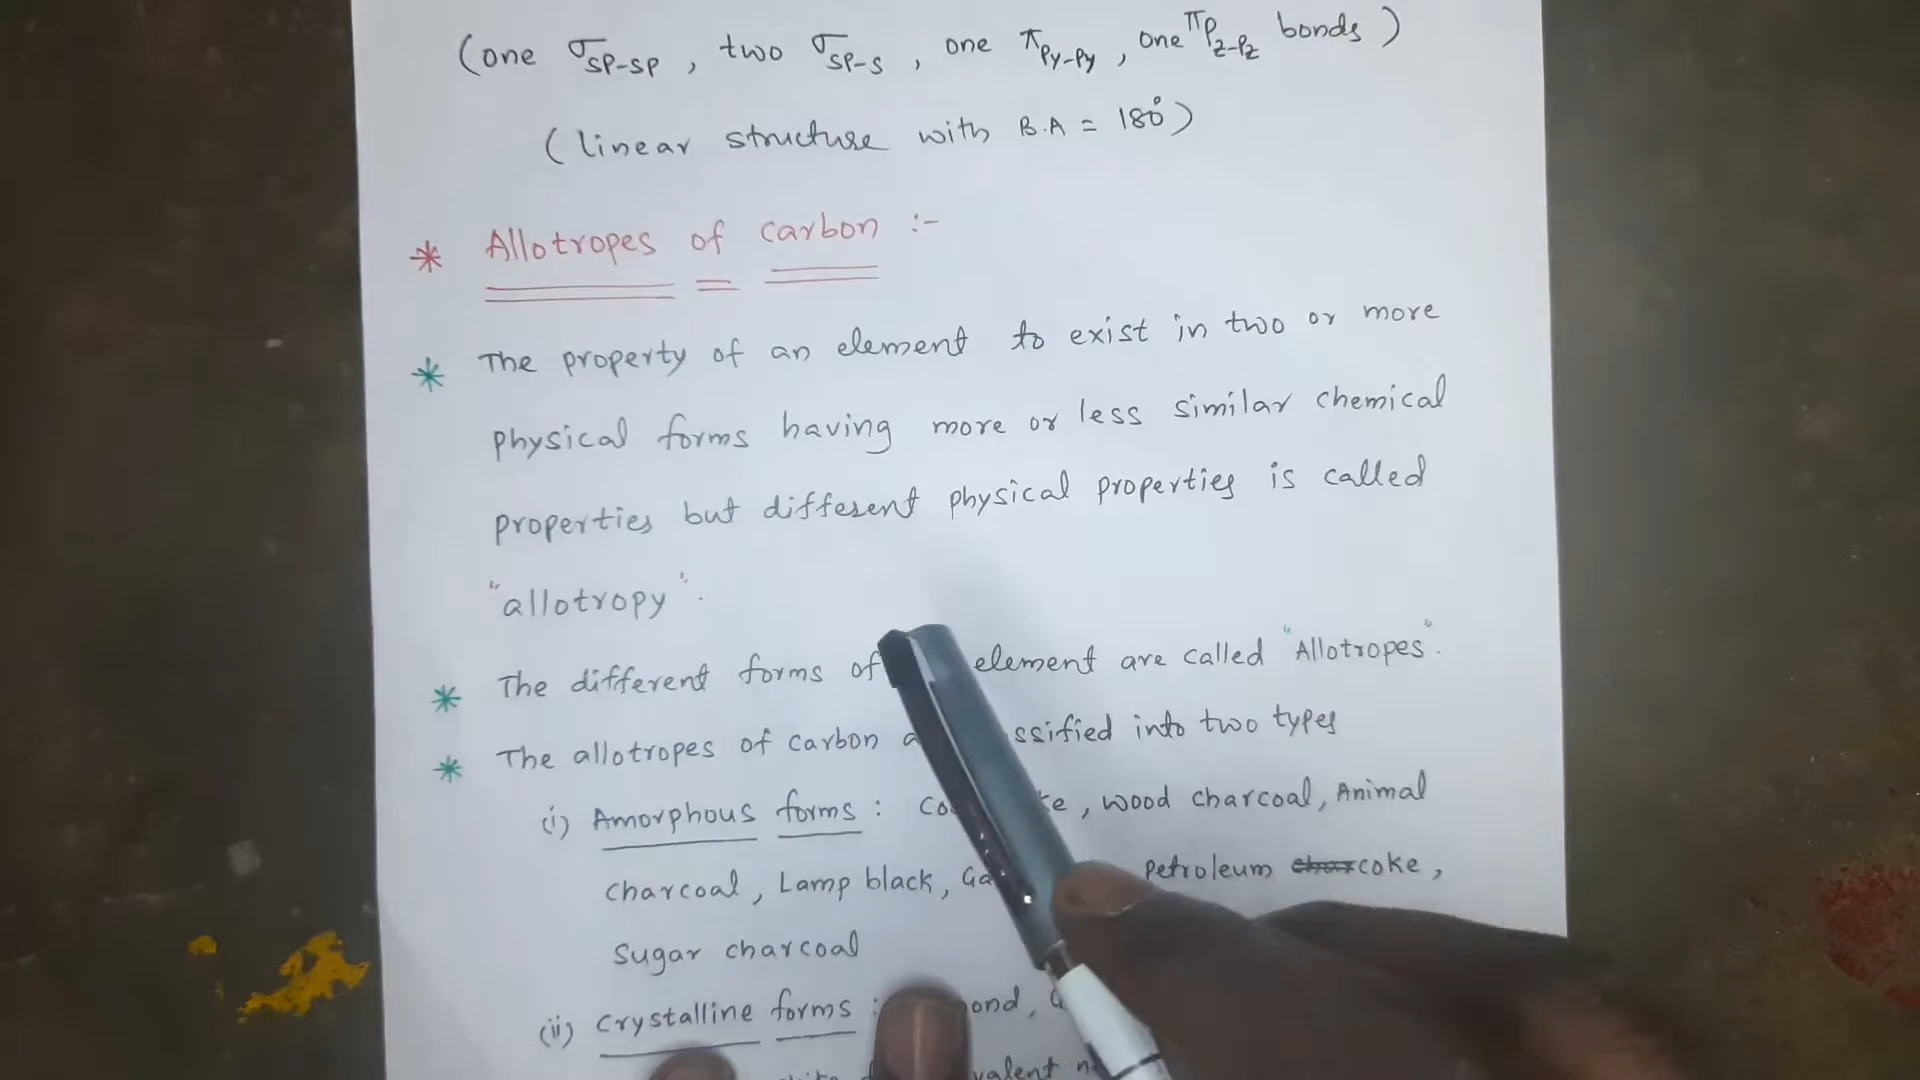 (one σsp-sp, two σsp-s, one πpy-py, one πPz-Pz bonds)
(linear structure with B.A = 180°)
* Allotropes of carbon :-
* The property of an element to exist in two or more
physical forms having more or less similar chemical
properties but different physical properties is called
"allotropy".
* The different forms of element are called "Allotropes".
* The allotropes of carbon into two types
(i) Amorphous forms : , wood charcoal, Animal
charcoal, Lamp black, petroleum coke,
Sugar charcoal
(ii) crystalline forms :